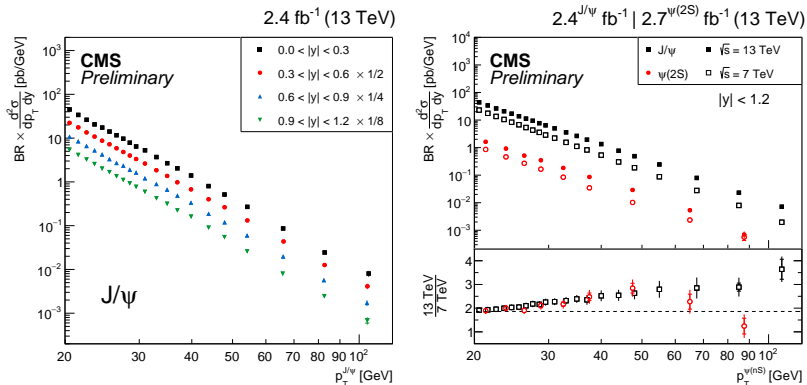 2.4 fb⁻¹ (13 TeV)
CMS
Preliminary
0.0 < |y| < 0.3
0.3 < |y| < 0.6 × 1/2
0.6 < |y| < 0.9 × 1/4
0.9 < |y| < 1.2 × 1/8
BR × d²σ/dp_T dy [pb/GeV]
10³
10²
10
1
10⁻¹
10⁻²
10⁻³
J/ψ
20 30 40 50 60 70 80 90 10²
p_T^J/ψ [GeV]
2.4^J/ψ fb⁻¹ | 2.7^ψ(2S) fb⁻¹ (13 TeV)
CMS
Preliminary
J/ψ √s = 13 TeV
ψ(2S) √s = 7 TeV
|y| < 1.2
BR × d²σ/dp_T dy [pb/GeV]
10⁴
10³
10²
10
1
10⁻¹
10⁻²
10⁻³
13 TeV/7 TeV
4
3
2
1
20 30 40 50 60 70 80 90 10²
p_T^ψ(nS) [GeV]